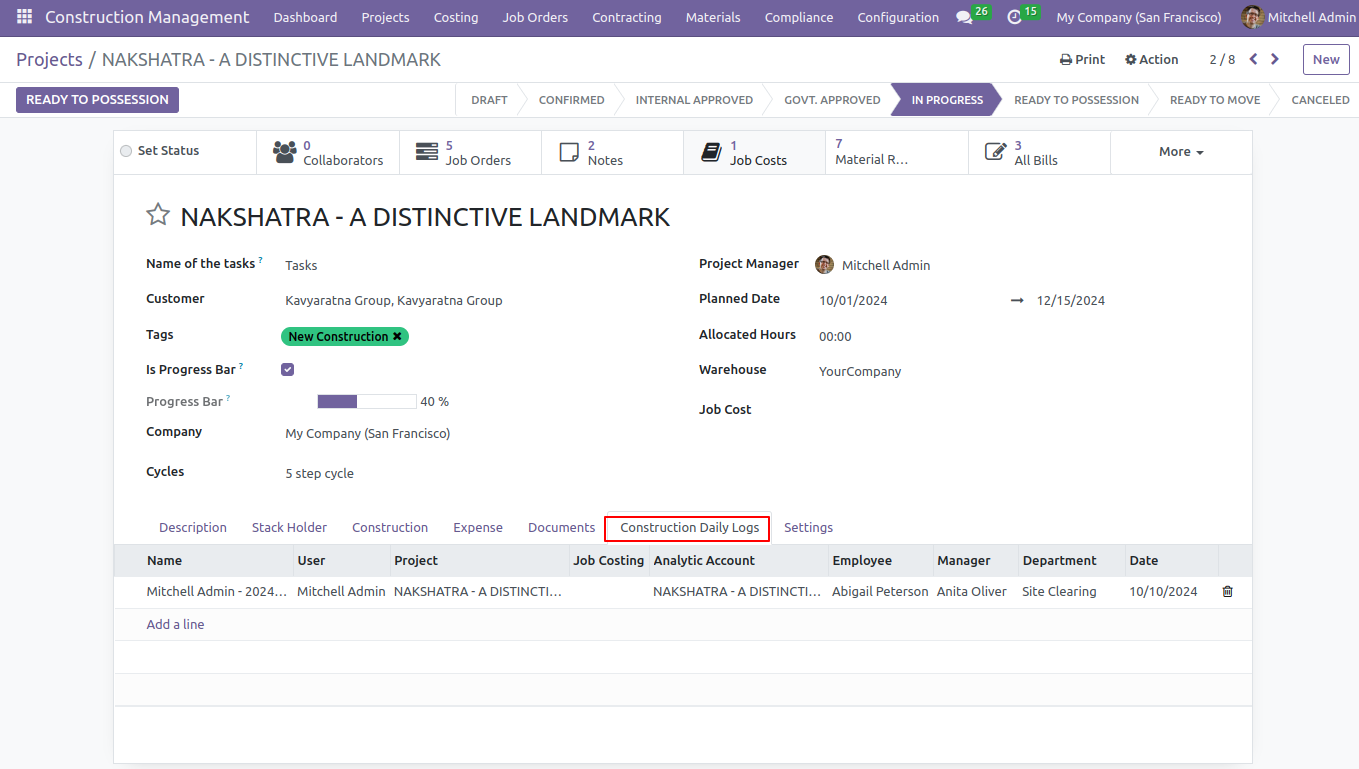 Construction Management Dashboard Projects Costing Job Orders Contracting Materials Compliance Configuration 26 15 My Company (San Francisco) Mitchell Admin
Projects / NAKSHATRA - A DISTINCTIVE LANDMARK Print Action 2 / 8 New
READY TO POSSESSION DRAFT CONFIRMED INTERNAL APPROVED GOVT. APPROVED IN PROGRESS READY TO POSSESSION READY TO MOVE CANCELED
Set Status 0 Collaborators 5 Job Orders 2 Notes 1 Job Costs 7 Material R... 3 All Bills More
NAKSHATRA - A DISTINCTIVE LANDMARK
Name of the tasks ? Tasks Project Manager Mitchell Admin
Customer Kavyaratna Group, Kavyaratna Group Planned Date 10/01/2024 → 12/15/2024
Tags New Construction ✖ Allocated Hours 00:00
Is Progress Bar ? Warehouse YourCompany
Progress Bar ? 40 %
Job Cost
Company My Company (San Francisco)
Cycles 5 step cycle
Description Stack Holder Construction Expense Documents Construction Daily Logs Settings
Name User Project Job Costing Analytic Account Employee Manager Department Date
Mitchell Admin - 2024... Mitchell Admin NAKSHATRA - A DISTINCTI... NAKSHATRA - A DISTINCTI... Abigail Peterson Anita Oliver Site Clearing 10/10/2024
Add a line